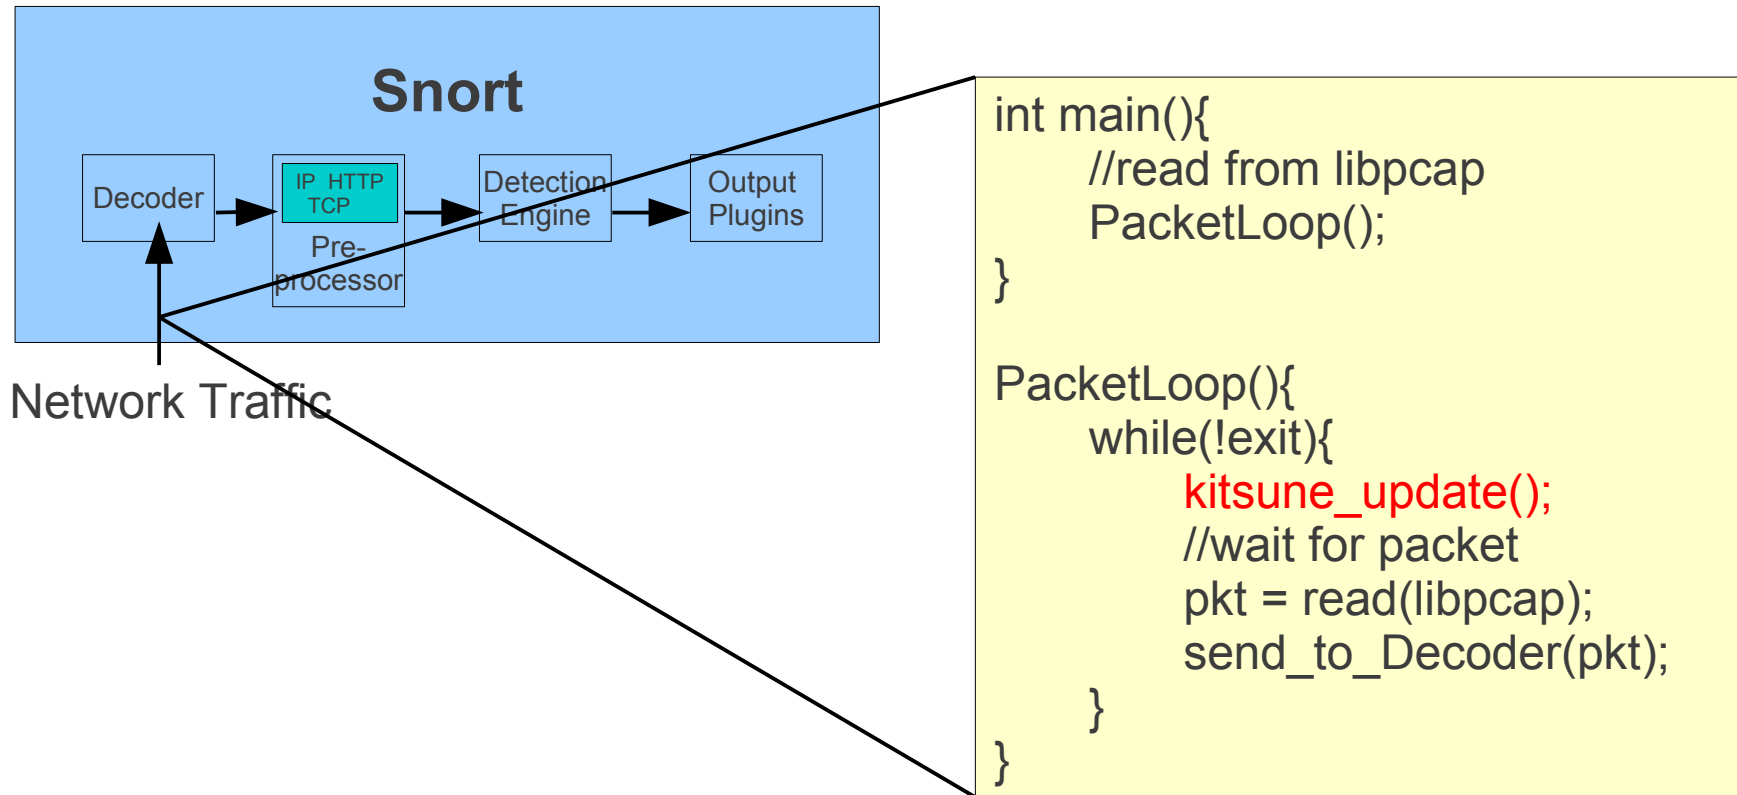 Snort
Decoder
IP HTTP
TCP
Pre-
processor
Detection
Engine
Output
Plugins
Network Traffic
int main(){
//read from libpcap
PacketLoop();
}
PacketLoop(){
while(!exit){
kitsune_update();
//wait for packet
pkt = read(libpcap);
send_to_Decoder(pkt);
}
}